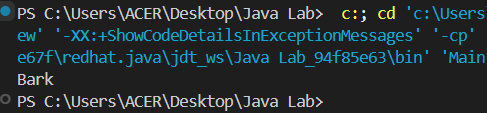 PS C:\Users\ACER\Desktop\Java Lab>  c:; cd 'c:\Users
ew' '-XX:+ShowCodeDetailsInExceptionMessages' '-cp'
e67f\redhat.java\jdt_ws\Java Lab_94f85e63\bin' 'Main
Bark
PS C:\Users\ACER\Desktop\Java Lab>